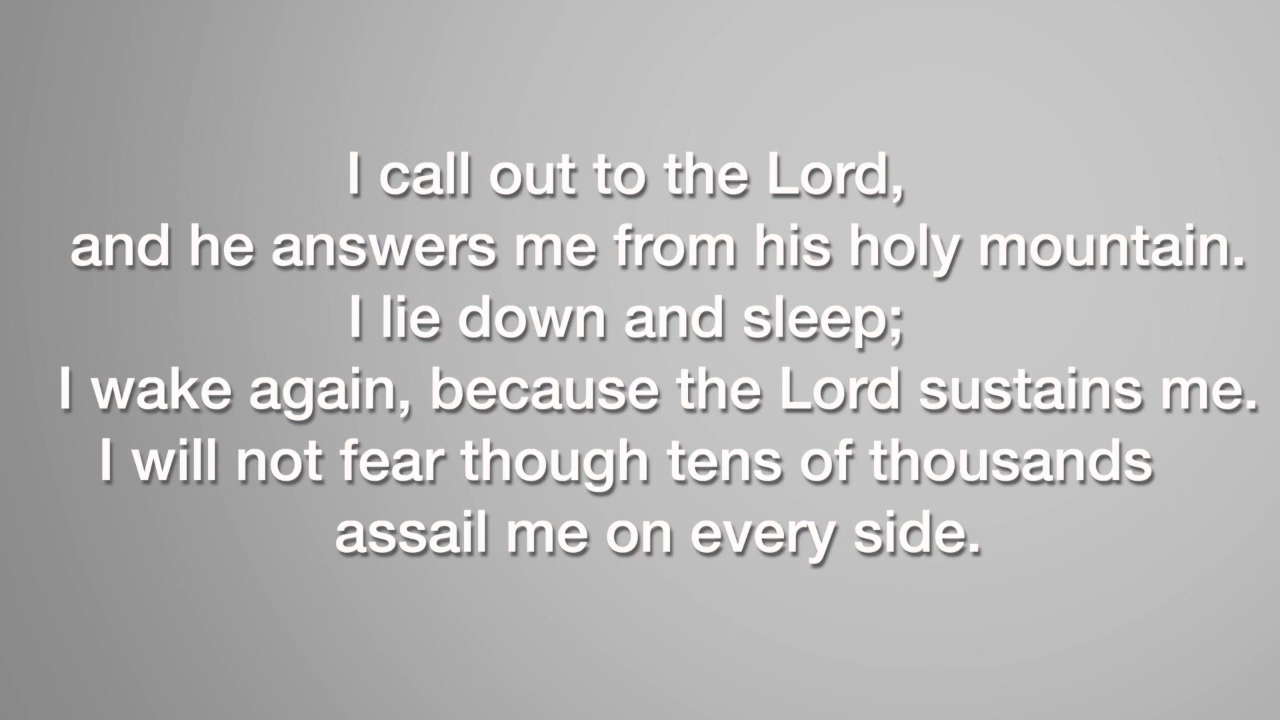 I call out to the Lord,
and he answers me from his holy mountain.
I lie down and sleep;
I wake again, because the Lord sustains me.
I will not fear though tens of thousands
assail me on every side.